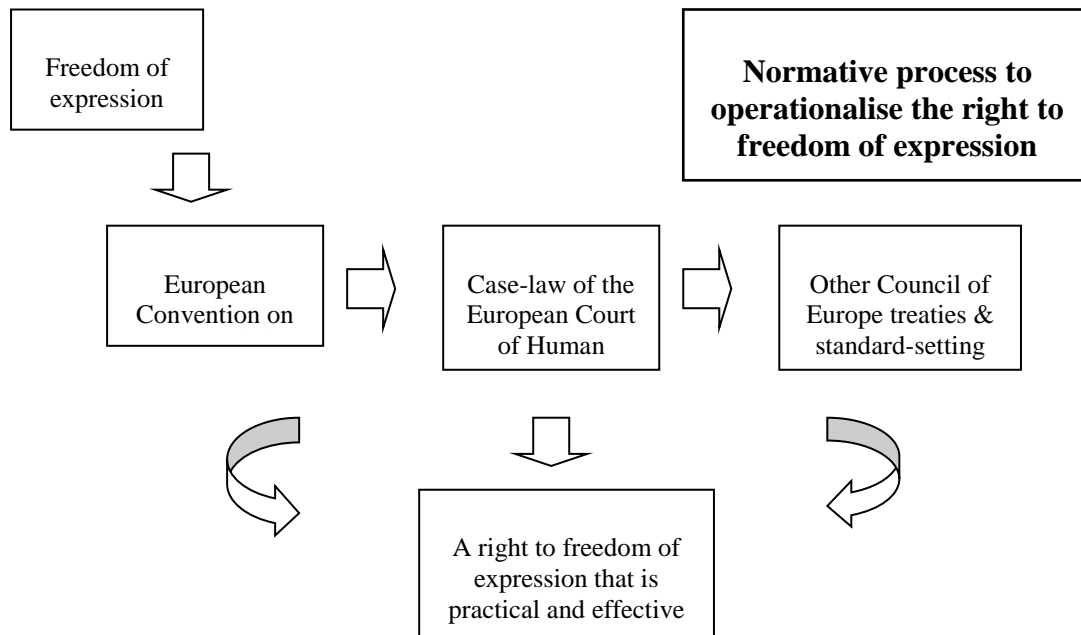 Freedom of
expression
Normative process to
operationalise the right to
freedom of expression
European
Convention on
Case-law of the
European Court
of Human
Other Council of
Europe treaties &
standard-setting
A right to freedom of
expression that is
practical and effective